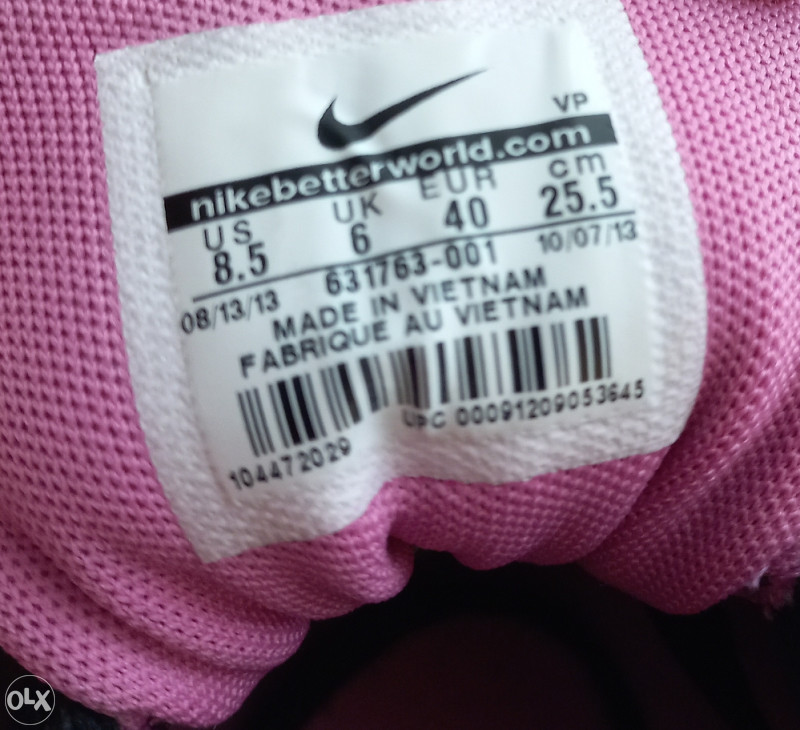 VP
nikebetterworld.com
US UK EUR cm
8.5 6 40 25.5
08/13/13 631763-001 10/07/13
MADE IN VIETNAM
FABRIQUE AU VIETNAM
104472029 UPC 00091209053645
OLX